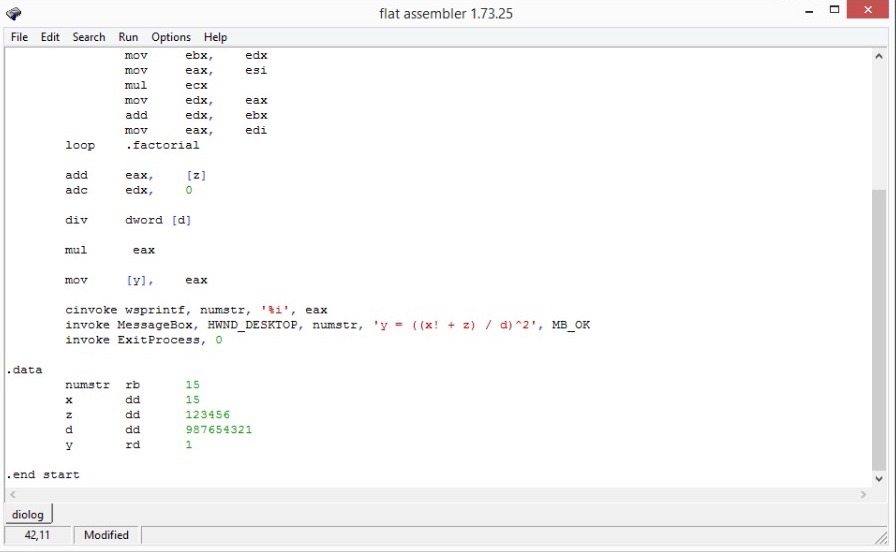 flat assembler 1.73.25
File Edit Search Run Options Help
mov ebx, edx
mov eax, esi
mul ecx
mov edx, eax
add edx, ebx
mov eax, edi
loop .factorial
add eax, [z]
adc edx, 0
div dword [d]
mul eax
mov [y], eax
cinvoke wsprintf, numstr, '%i', eax
invoke MessageBox, HWND_DESKTOP, numstr, 'y = ((x! + z) / d)^2', MB_OK
invoke ExitProcess, 0
.data
numstr rb 15
x dd 15
z dd 123456
d dd 987654321
y rd 1
.end start
diolog
42,11 Modified